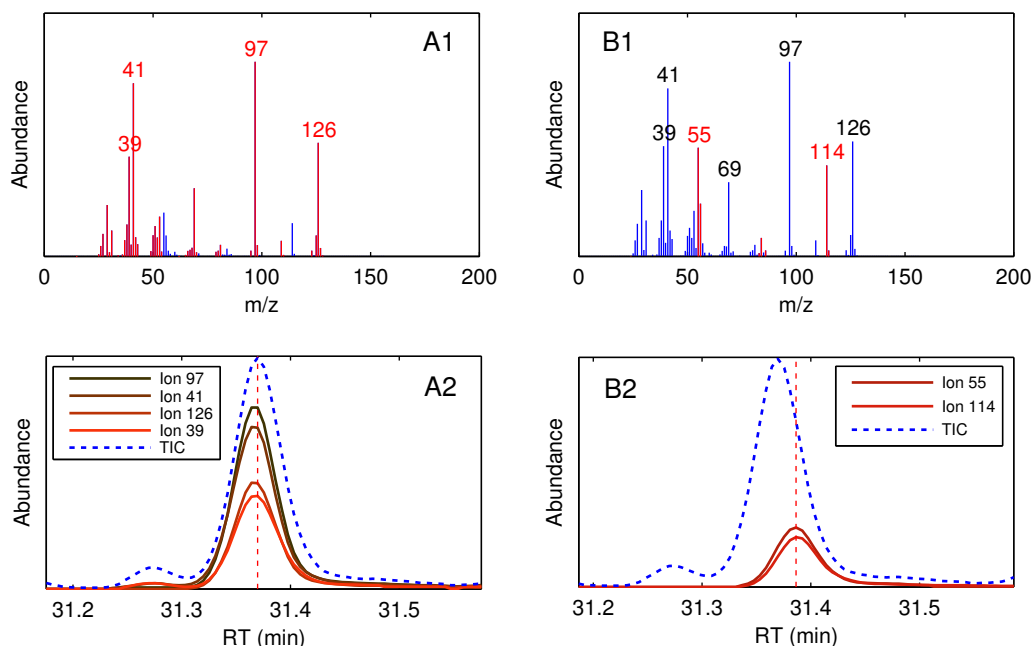 A1
97
41
39
126
Abundance
0 50 100 150 200
m/z
B1
97
41
39
55
69
126
114
Abundance
0 50 100 150 200
m/z
A2
Ion 97
Ion 41
Ion 126
Ion 39
TIC
Abundance
31.2 31.3 31.4 31.5
RT (min)
B2
Ion 55
Ion 114
TIC
Abundance
31.2 31.3 31.4 31.5
RT (min)